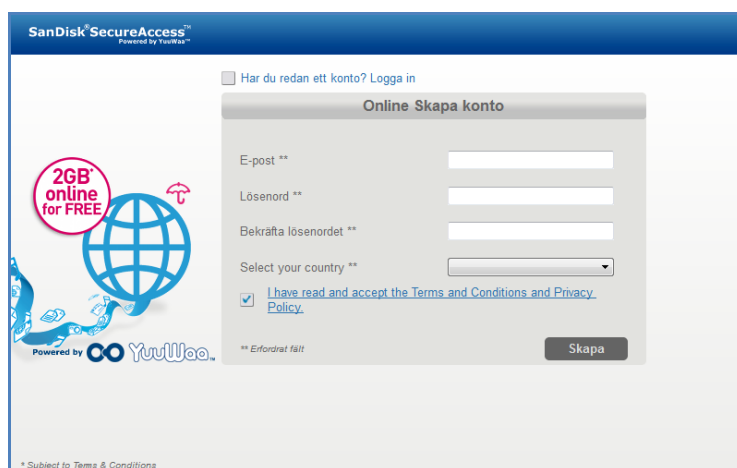 SanDisk®SecureAccess™
Powered by YuuWaa™
Har du redan ett konto? Logga in
Online Skapa konto
E-post **
Lösenord **
Bekräfta lösenordet **
Select your country **
I have read and accept the Terms and Conditions and Privacy
Policy.
** Erfordrat fält
Skapa
2GB*
online
for FREE
Powered by YuuWaa™
* Subject to Terms & Conditions